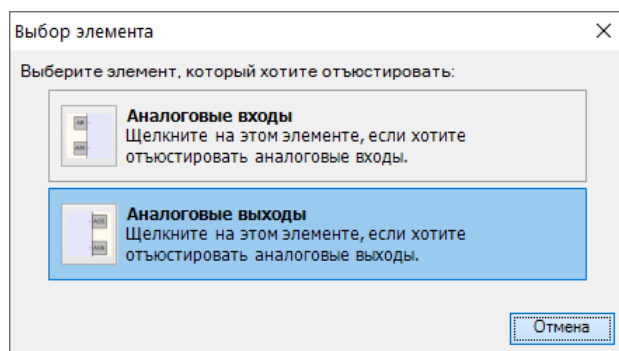 Выбор элемента
Выберите элемент, который хотите отъюстировать:
Аналоговые входы
Щелкните на этом элементе, если хотите
отъюстировать аналоговые входы.
Аналоговые выходы
Щелкните на этом элементе, если хотите
отъюстировать аналоговые выходы.
Отмена